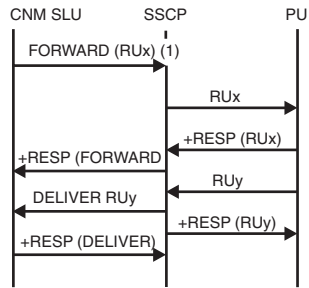 CNM SLU SSCP PU
FORWARD (RUx) (1)
RUx
+RESP (RUx)
+RESP (FORWARD
RUy
DELIVER RUy
+RESP (RUy)
+RESP (DELIVER)